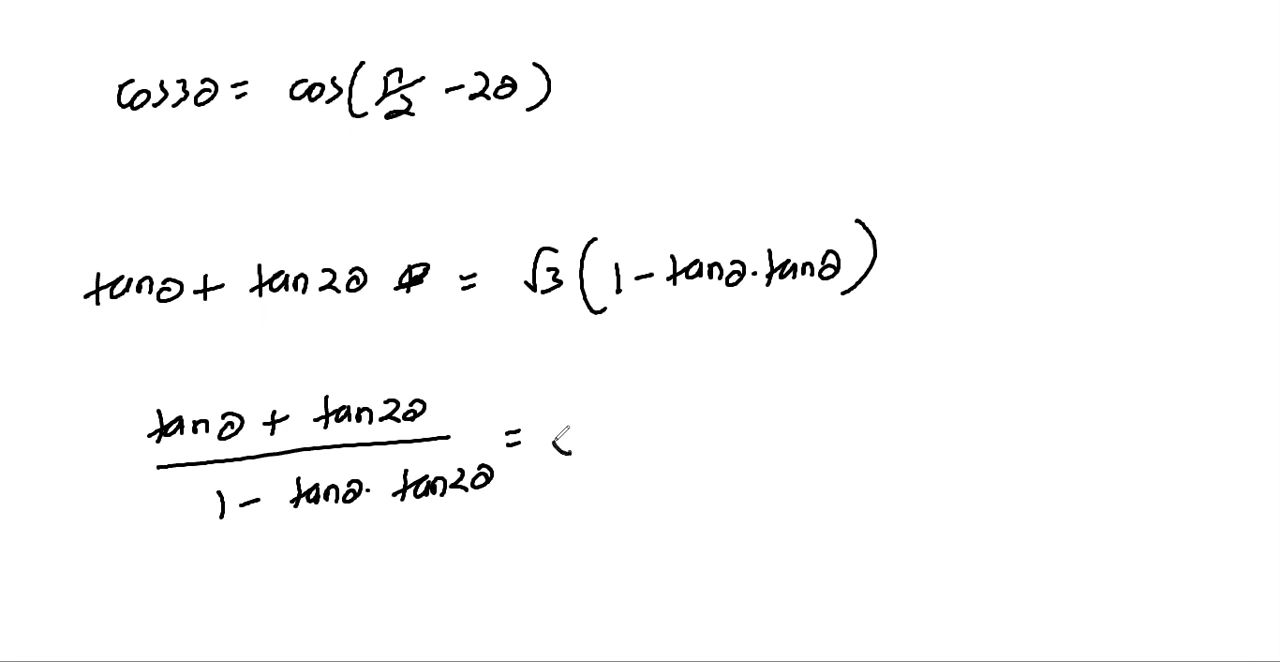 cos3θ = cos(π/2 - 2θ)
tanθ + tan2θ = √3(1 - tanθ.tanθ)
tanθ + tan2θ
1 - tanθ. tan2θ =